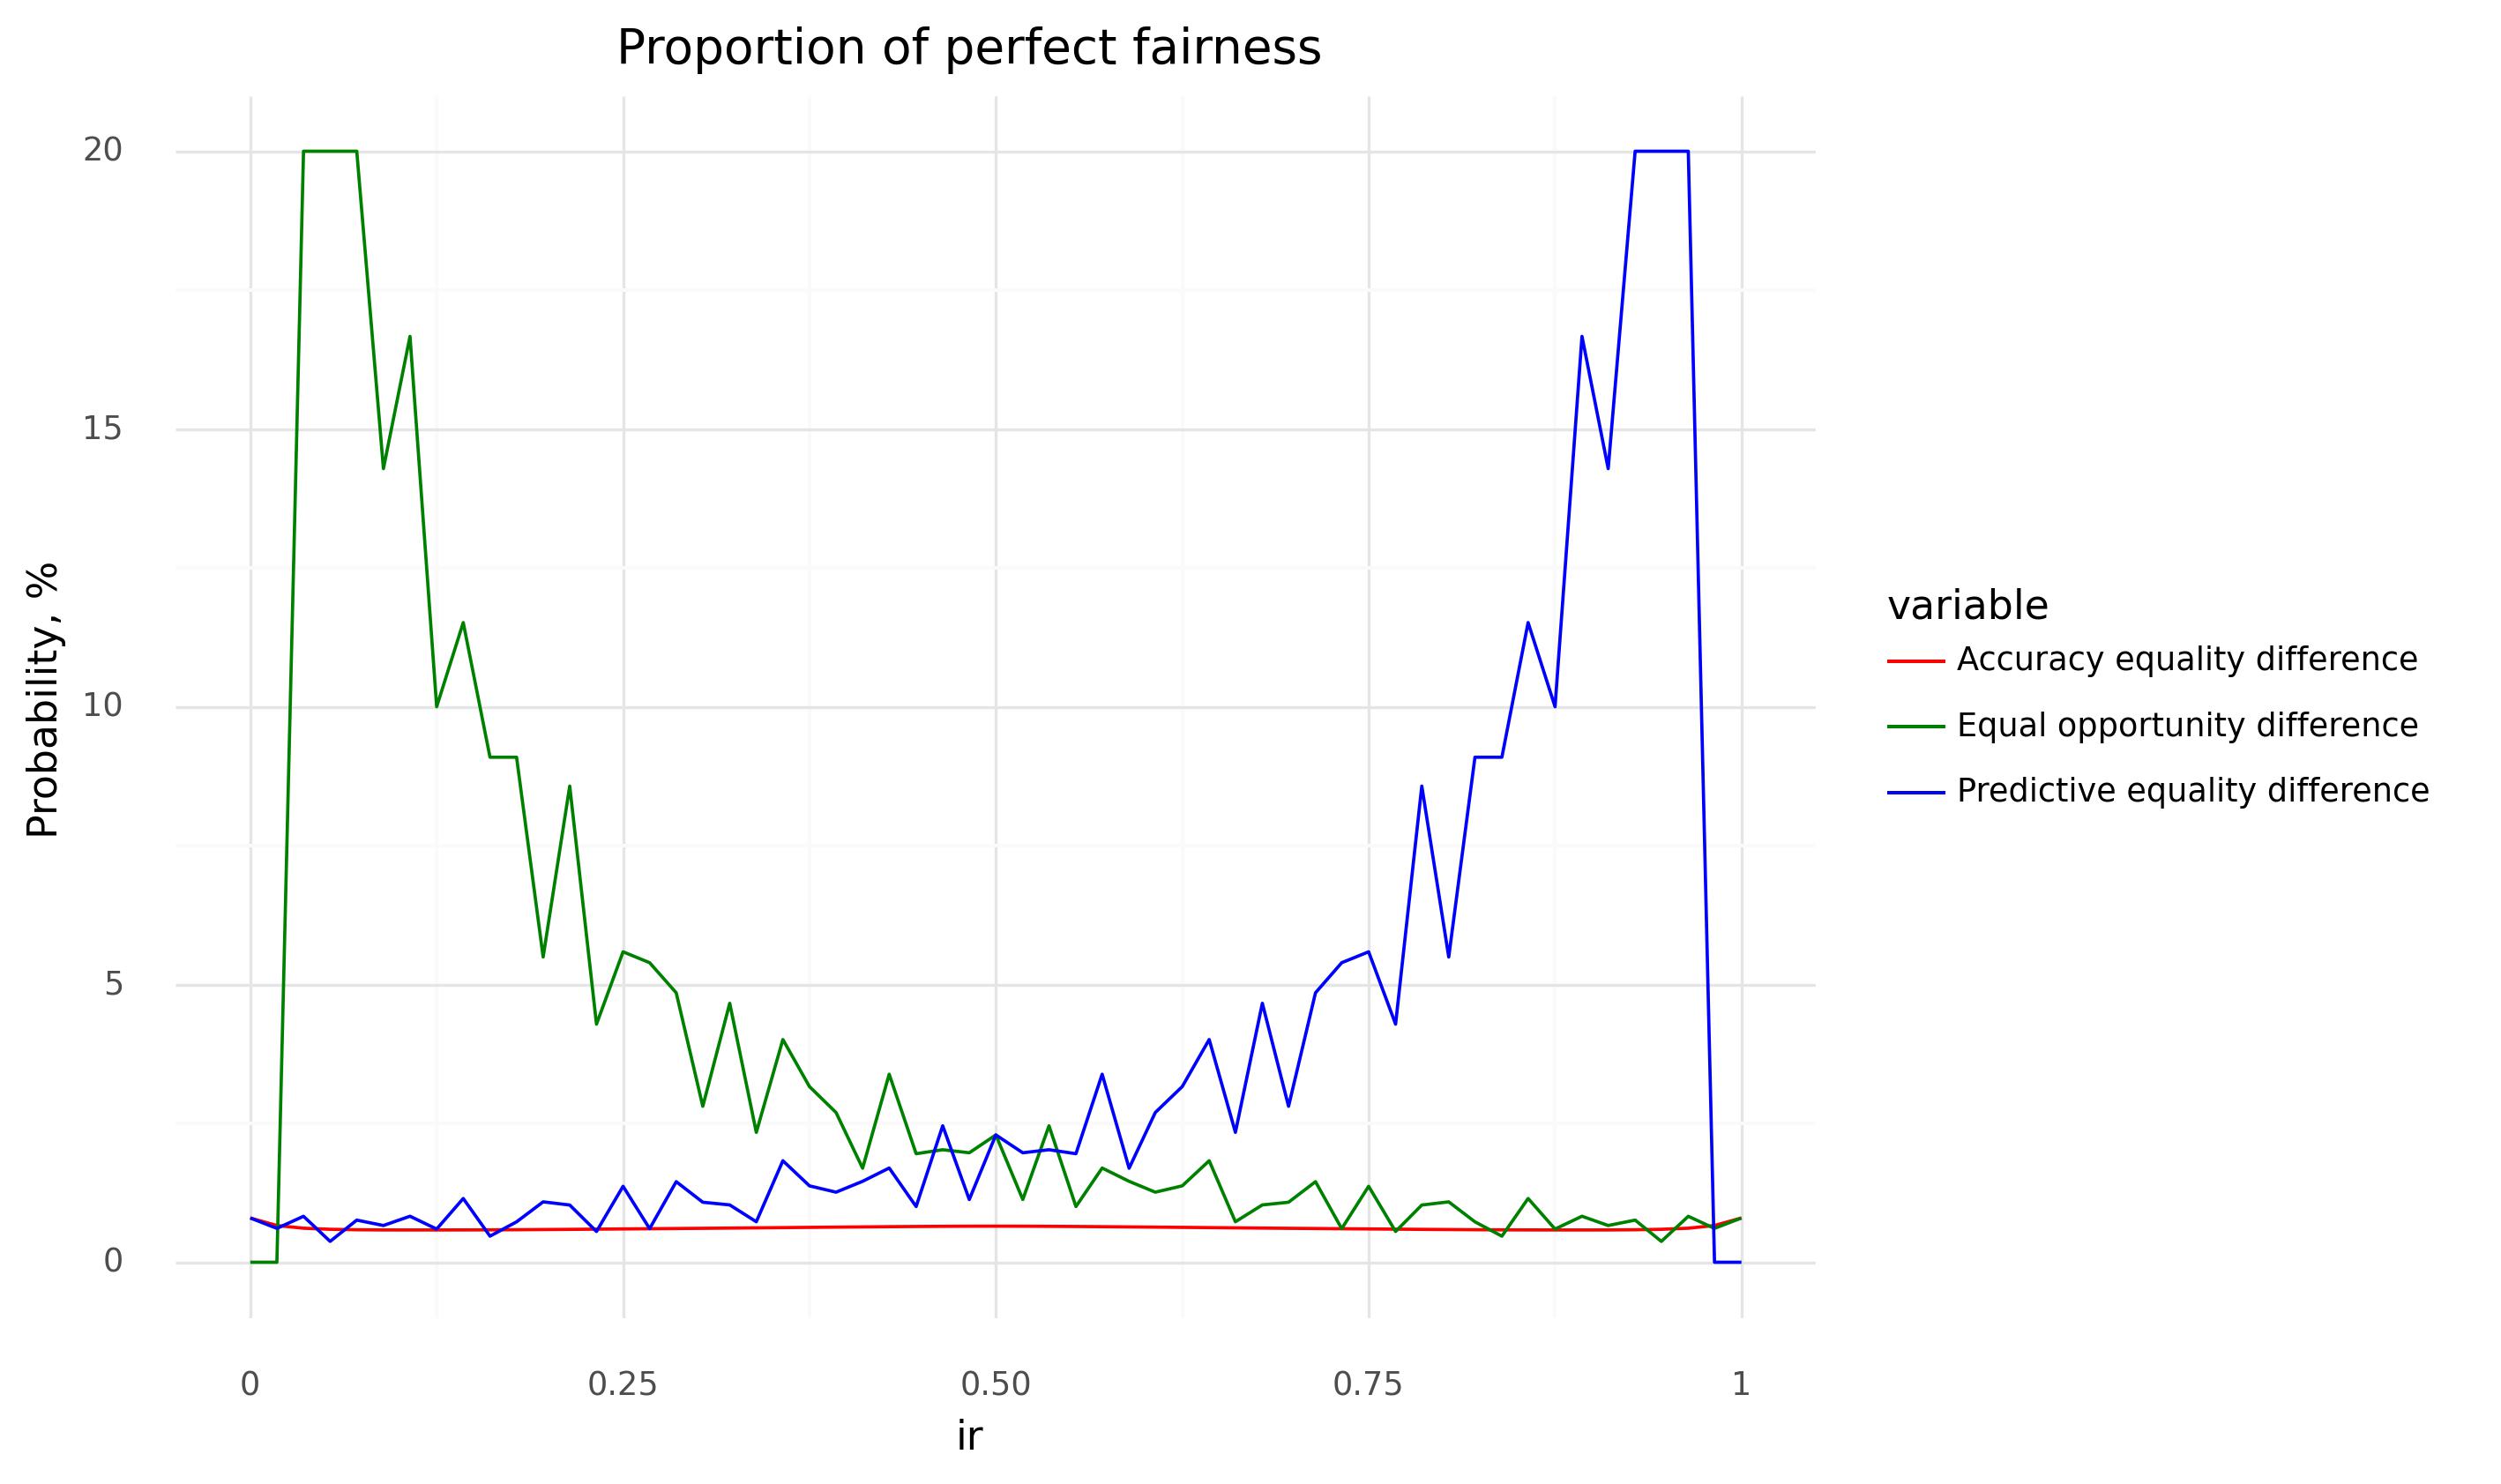 Proportion of perfect fairness
Probability, %
20
15
10
5
0
0
0.25
0.50
0.75
1
ir
variable
Accuracy equality difference
Equal opportunity difference
Predictive equality difference